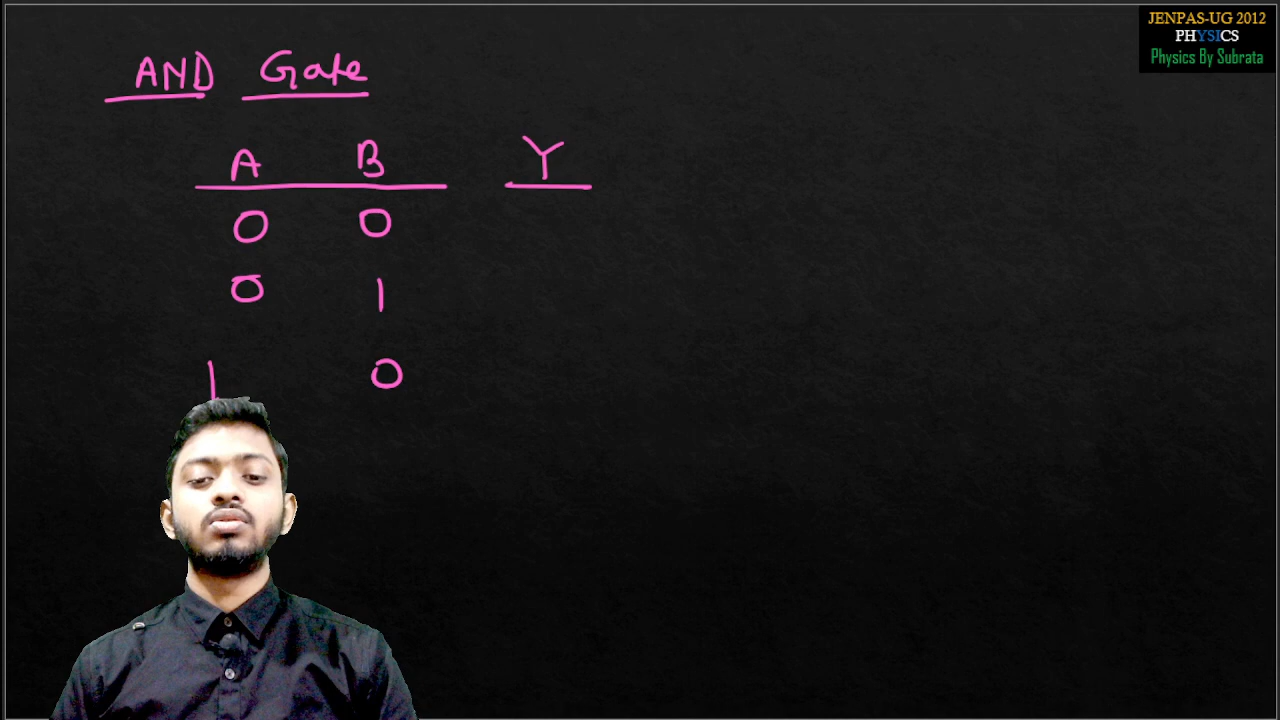 JENPAS-UG 2012
PHYSICS
Physics By Subrata
AND Gate
A B Y
0 0
0 1
1 0